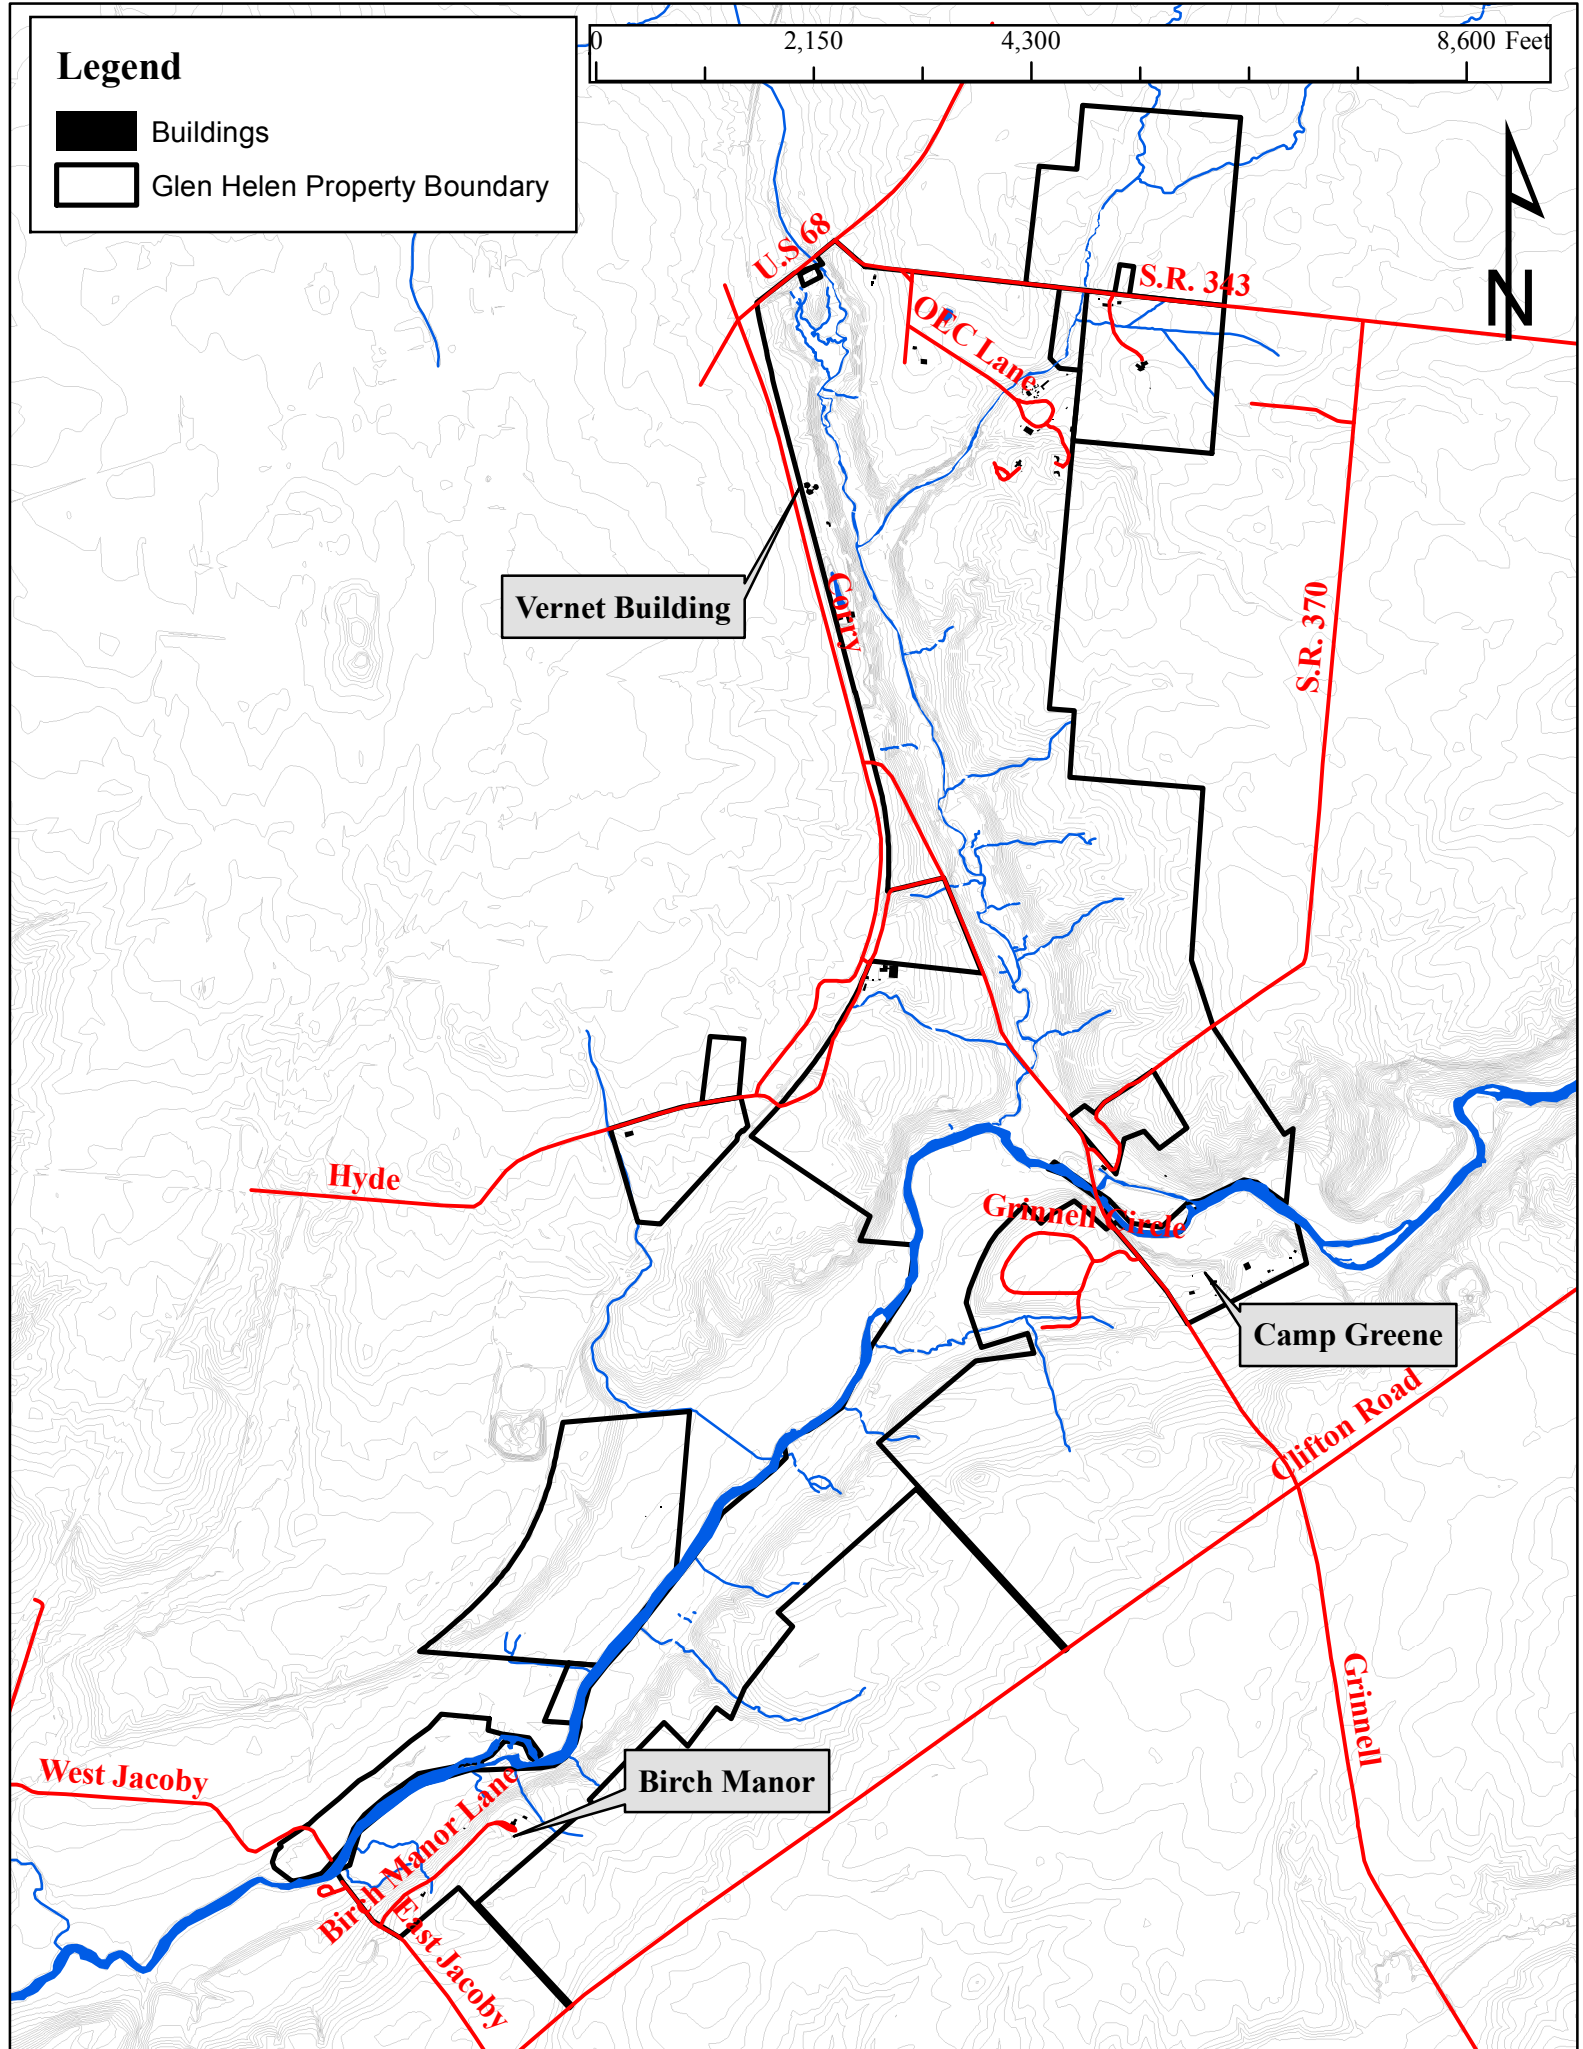 Legend
Buildings
Glen Helen Property Boundary
0 2,150 4,300 8,600 Feet
N
U.S 68
S.R. 343
OEC Lane
Vernet Building
Corry
S.R. 370
Hyde
Grinnell Circle
Camp Greene
Clifton Road
Grinnell
West Jacoby
Birch Manor
Birch Manor Lane
East Jacoby